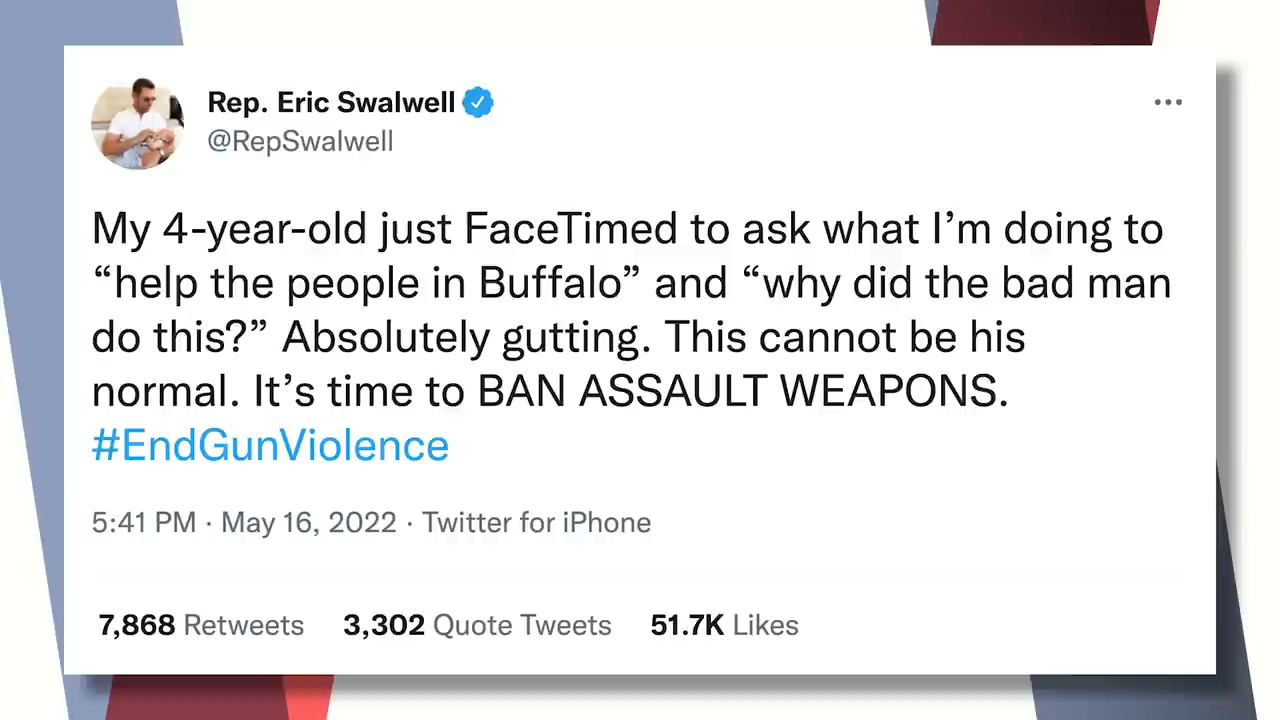 Rep. Eric Swalwell
@RepSwalwell
My 4-year-old just FaceTimed to ask what I’m doing to
“help the people in Buffalo” and “why did the bad man
do this?” Absolutely gutting. This cannot be his
normal. It’s time to BAN ASSAULT WEAPONS.
#EndGunViolence
5:41 PM · May 16, 2022 · Twitter for iPhone
7,868 Retweets 3,302 Quote Tweets 51.7K Likes